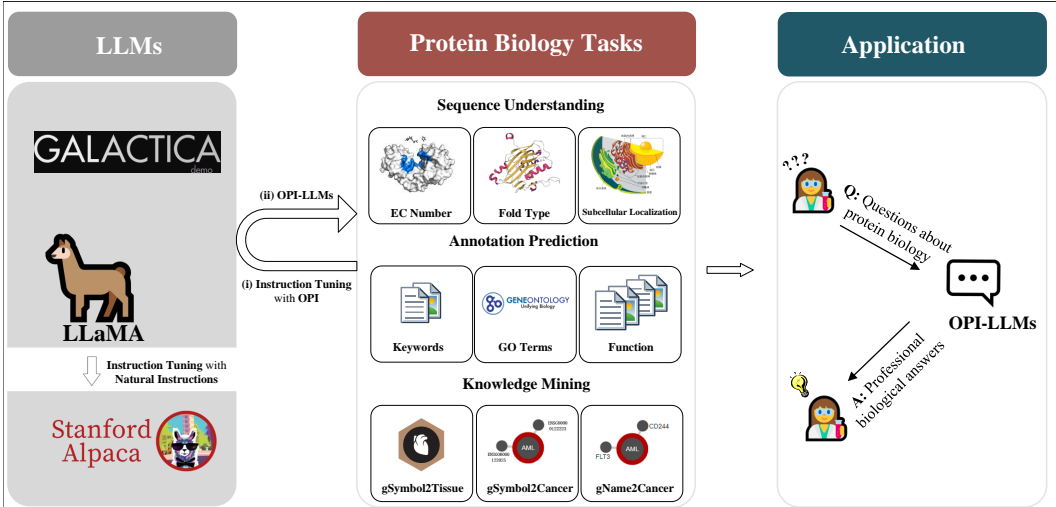 LLMs
Protein Biology Tasks
Application
GALACTICA
demo
LLaMA
Instruction Tuning with
Natural Instructions
Stanford
Alpaca
(ii) OPI-LLMs
(i) Instruction Tuning
with OPI
Sequence Understanding
EC Number
Fold Type
Subcellular Localization
Annotation Prediction
GENEONTOLOGY
Unifying Biology
Keywords
GO Terms
Function
Knowledge Mining
AML
AML
CD244
FLT3
gSymbol2Tissue
gSymbol2Cancer
gName2Cancer
???
Q: Questions about
protein biology
OPI-LLMs
A: Professional
biological answers